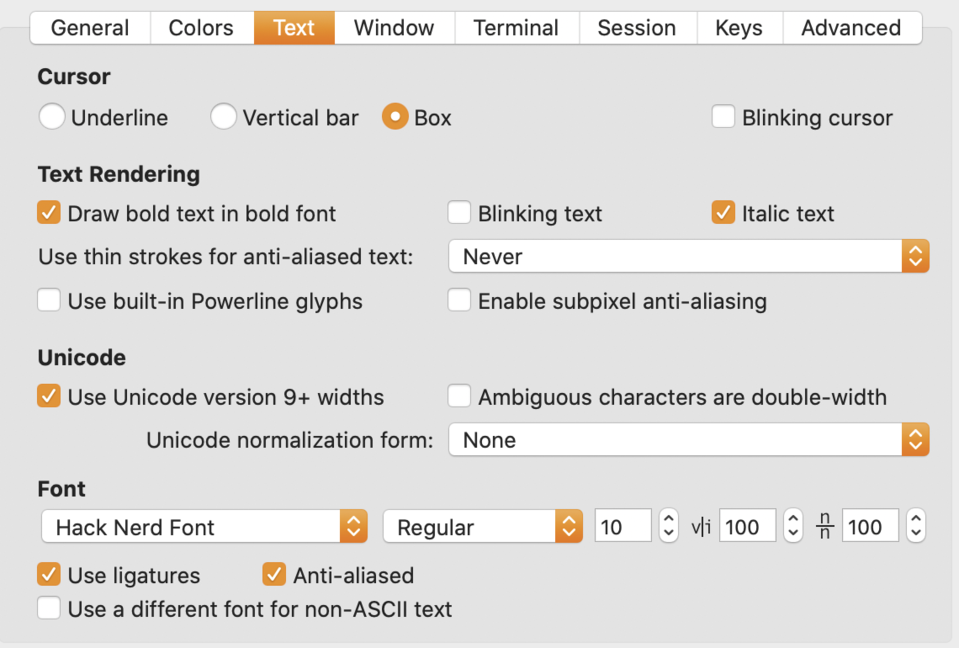 General Colors Text Window Terminal Session Keys Advanced
Cursor
Underline Vertical bar Box Blinking cursor
Text Rendering
Draw bold text in bold font Blinking text Italic text
Use thin strokes for anti-aliased text: Never
Use built-in Powerline glyphs Enable subpixel anti-aliasing
Unicode
Use Unicode version 9+ widths Ambiguous characters are double-width
Unicode normalization form: None
Font
Hack Nerd Font Regular 10 v|i 100 n/n 100
Use ligatures Anti-aliased
Use a different font for non-ASCII text